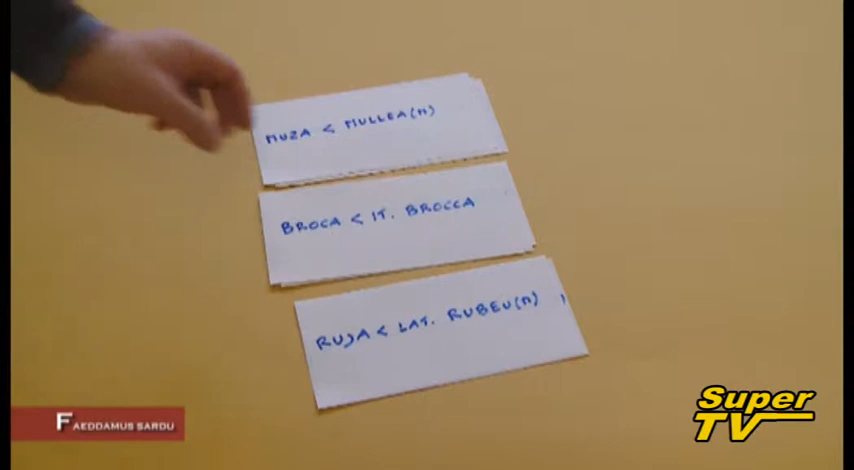 MUZA < MULLEA(M)
BROCA < IT. BROCCA
RUJA < LAT. RUBEU(M)
FAEDDAMUS SARDU
Super
TV